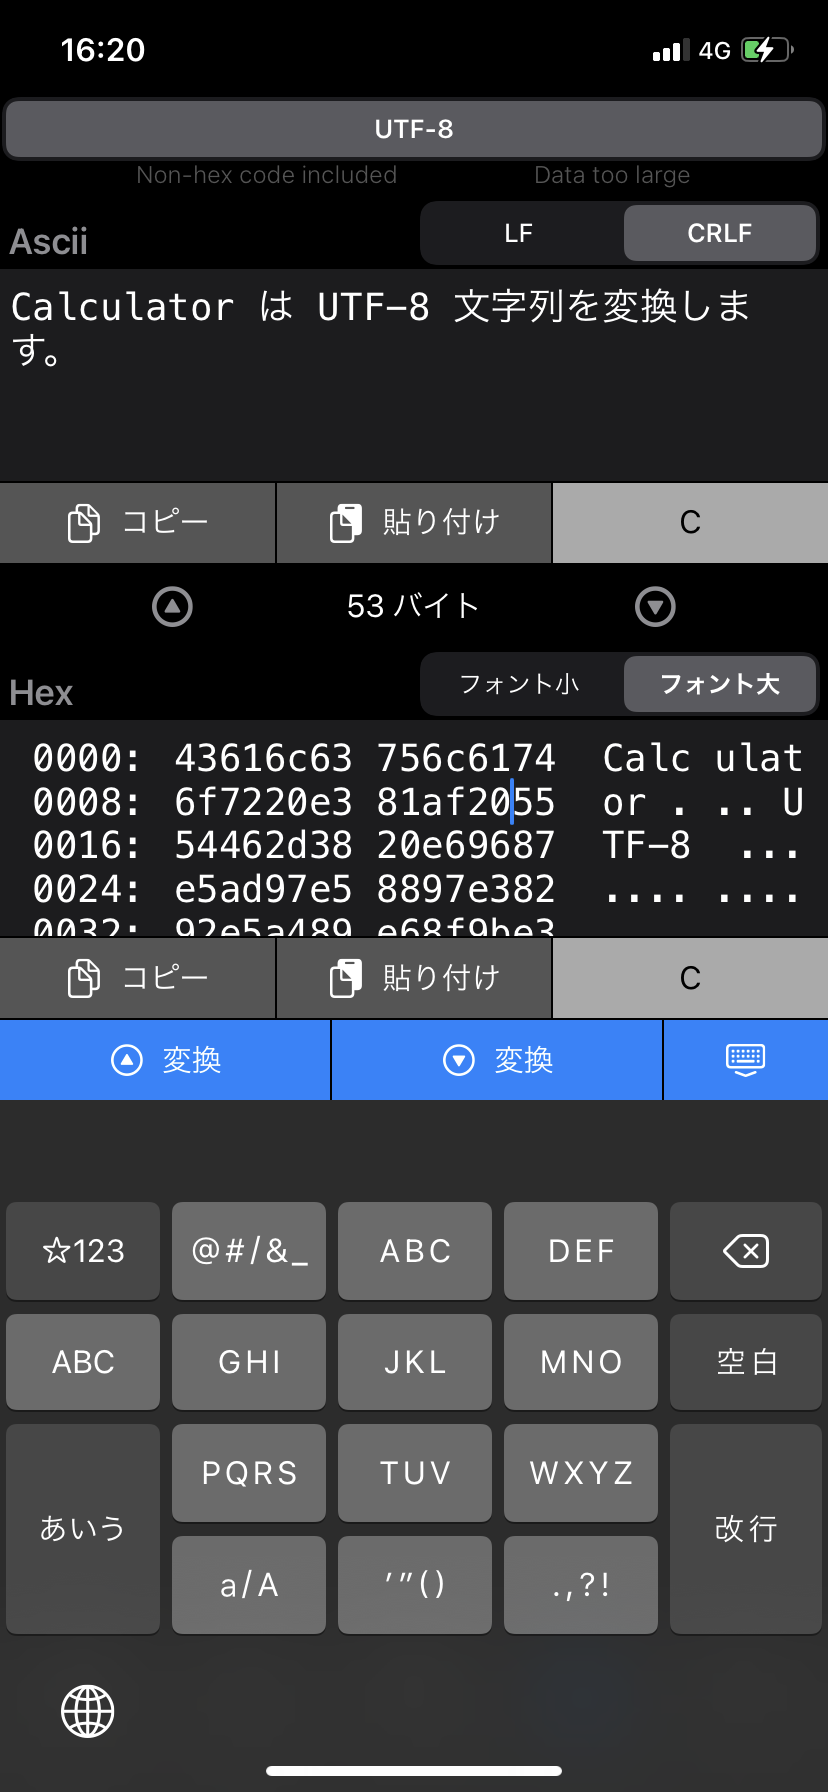 16:20
4G
UTF-8
Non-hex code included Data too large
Ascii LF CRLF
Calculator は UTF-8 文字列を変換しま
す。
コピー 貼り付け C
53 バイト
Hex フォント小 フォント大
0000: 43616c63 756c6174 Calc ulat
0008: 6f7220e3 81af2055 or . .. U
0016: 54462d38 20e69687 TF-8 ...
0024: e5ad97e5 8897e382 .... ....
0032: 92e5a489 e68f9be3
コピー 貼り付け C
変換 変換
☆123 @#/&_ ABC DEF
ABC GHI JKL MNO 空白
あいう PQRS TUV WXYZ 改行
a/A ’”() .,?!